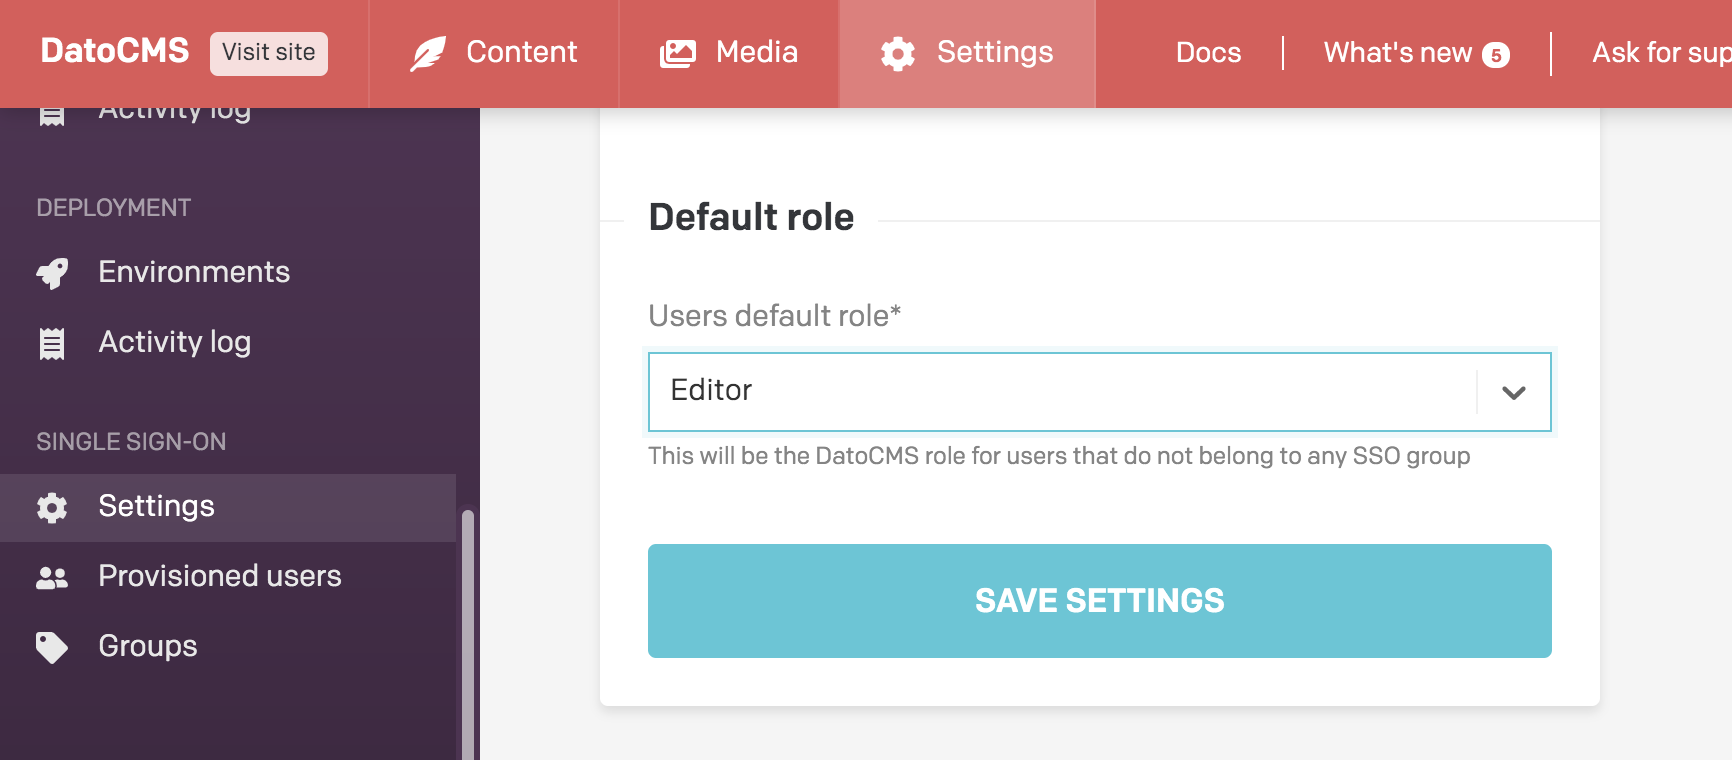 DatoCMS Visit site Content Media Settings Docs What's new 5 Ask for sup
Activity log
DEPLOYMENT
Environments
Activity log
SINGLE SIGN-ON
Settings
Provisioned users
Groups
Default role
Users default role*
Editor
This will be the DatoCMS role for users that do not belong to any SSO group
SAVE SETTINGS